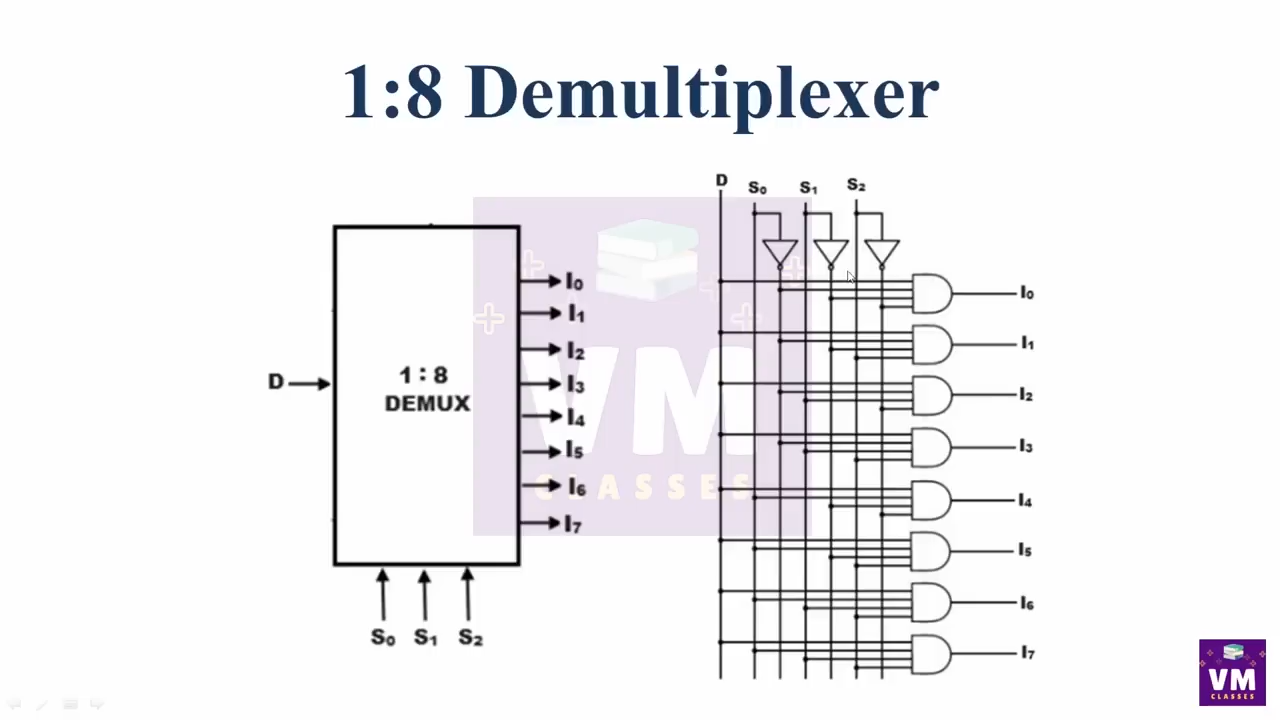 1:8 Demultiplexer
D
1 : 8
DEMUX
I₀
I₁
I₂
I₃
I₄
I₅
I₆
I₇
S₀ S₁ S₂
D S₀ S₁ S₂
I₀
I₁
I₂
I₃
I₄
I₅
I₆
I₇
VM
CLASSES
VM
CLASSES